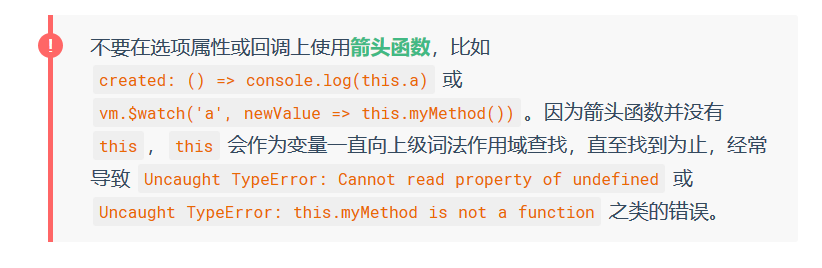 !
不要在选项属性或回调上使用箭头函数，比如
created: () => console.log(this.a) 或
vm.$watch('a', newValue => this.myMethod())。因为箭头函数并没有
this，this 会作为变量一直向上级词法作用域查找，直至找到为止，经常
导致 Uncaught TypeError: Cannot read property of undefined 或
Uncaught TypeError: this.myMethod is not a function 之类的错误。